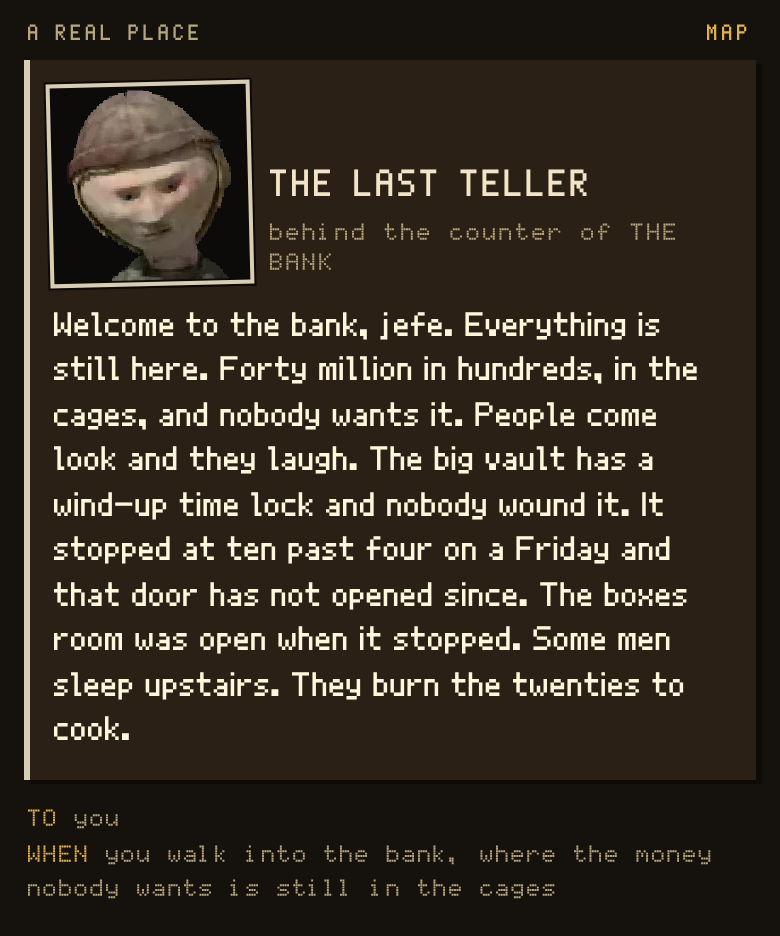 A REAL PLACE
MAP
THE LAST TELLER
behind the counter of THE
BANK
Welcome to the bank, jefe. Everything is
still here. Forty million in hundreds, in the
cages, and nobody wants it. People come
look and they laugh. The big vault has a
wind-up time lock and nobody wound it. It
stopped at ten past four on a Friday and
that door has not opened since. The boxes
room was open when it stopped. Some men
sleep upstairs. They burn the twenties to
cook.
TO you
WHEN you walk into the bank, where the money
nobody wants is still in the cages